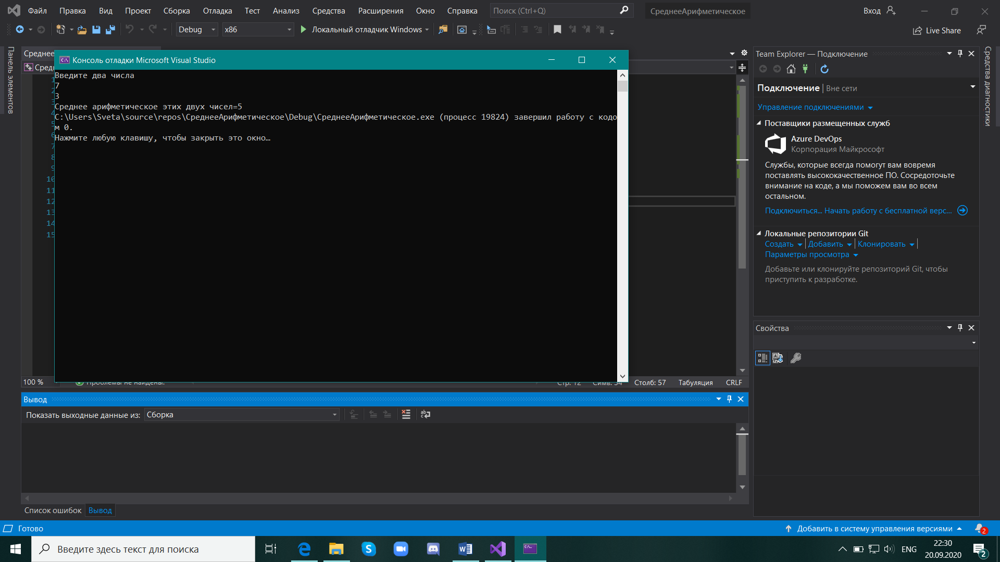 Файл Правка Вид Проект Сборка Отладка Тест Анализ Средства Расширения Окно Справка Поиск (Ctrl+Q) СреднееАрифметическое Вход
Debug x86 Локальный отладчик Windows Live Share
Панель элементов
Среднее
Консоль отладки Microsoft Visual Studio
Введите два числа
7
3
Среднее арифметическое этих двух чисел=5
C:\Users\Sveta\source\repos\СреднееАрифметическое\Debug\СреднееАрифметическое.exe (процесс 19824) завершил работу с кодо
м 0.
Нажмите любую клавишу, чтобы закрыть это окно…
10
11
12
13
14
15
100 % Проблемы не найдены. Стр: 12 Симв: 54 Столб: 57 Табуляция CRLF
Вывод
Показать выходные данные из: Сборка
Список ошибок Вывод
Team Explorer — Подключение
Подключение | Вне сети
Управление подключениями
Поставщики размещенных служб
Azure DevOps
Корпорация Майкрософт
Службы, которые всегда помогут вам вовремя
поставлять высококачественное ПО. Сосредоточьте
внимание на коде, а мы поможем вам во всем
остальном.
Подключиться... Начать работу с бесплатной верс...
Локальные репозитории Git
Создать Добавить Клонировать
Параметры просмотра
Добавьте или клонируйте репозиторий Git, чтобы
приступить к разработке.
Свойства
Средства диагностики
Готово Добавить в систему управления версиями 2
Введите здесь текст для поиска ENG 22:30
20.09.2020 2